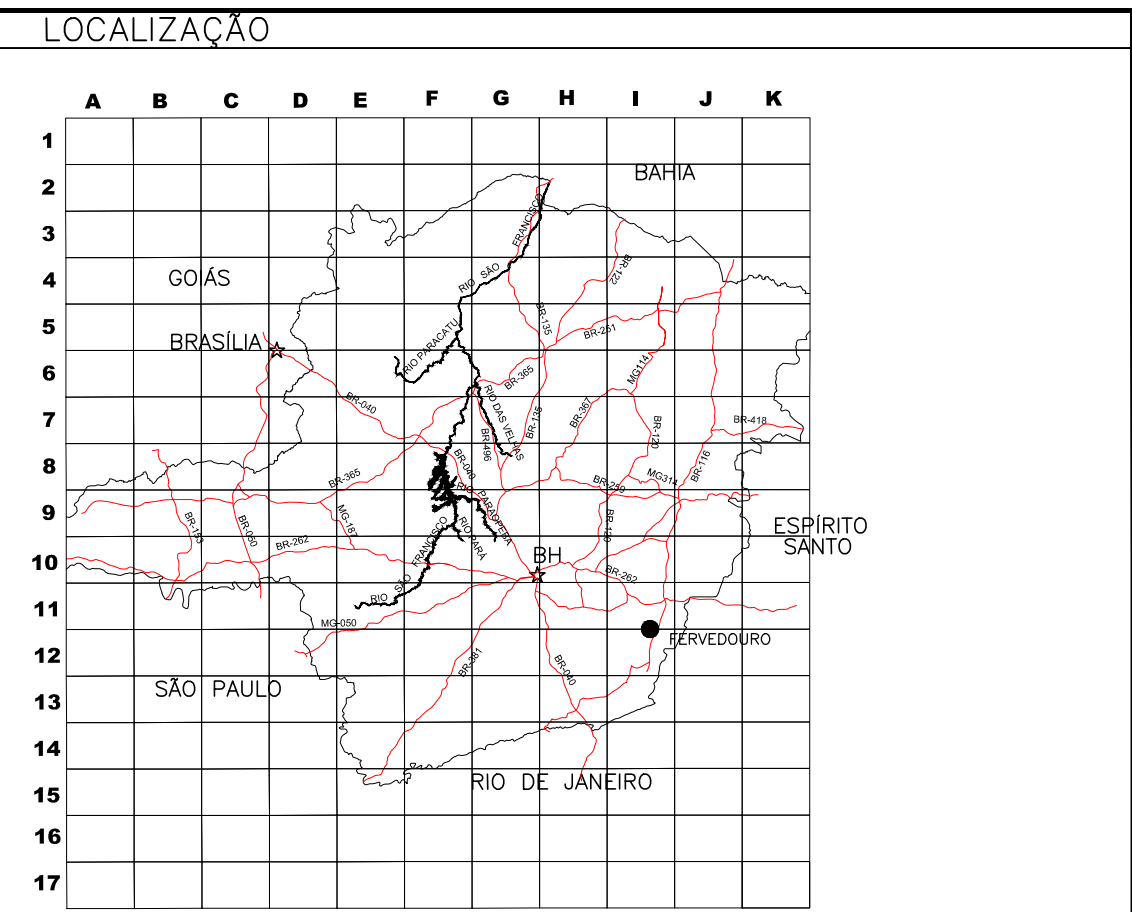 LOCALIZAÇÃO
A B C D E F G H I J K
1
2
3
4
5
6
7
8
9
10
11
12
13
14
15
16
17
BAHIA
GOIÁS
BRASÍLIA
ESPÍRITO
SANTO
BH
FERVEDOURO
SÃO PAULO
RIO DE JANEIRO
RIO SÃO FRANCISCO
BR-122
BR-135
BR-251
RIO PARACATU
BR-365
MG114
BR-040
RIO DAS VELHAS
BR-135
BR-367
BR-120
BR-418
BR-496
BR-040
BR-116
BR-365
MG314
BR-259
RIO PARAOPEBA
BR-153
BR-050
MG-187
RIO PARÁ
BR-120
BR-262
RIO SÃO FRANCISCO
BR-262
MG-050
BR-381
BR-040